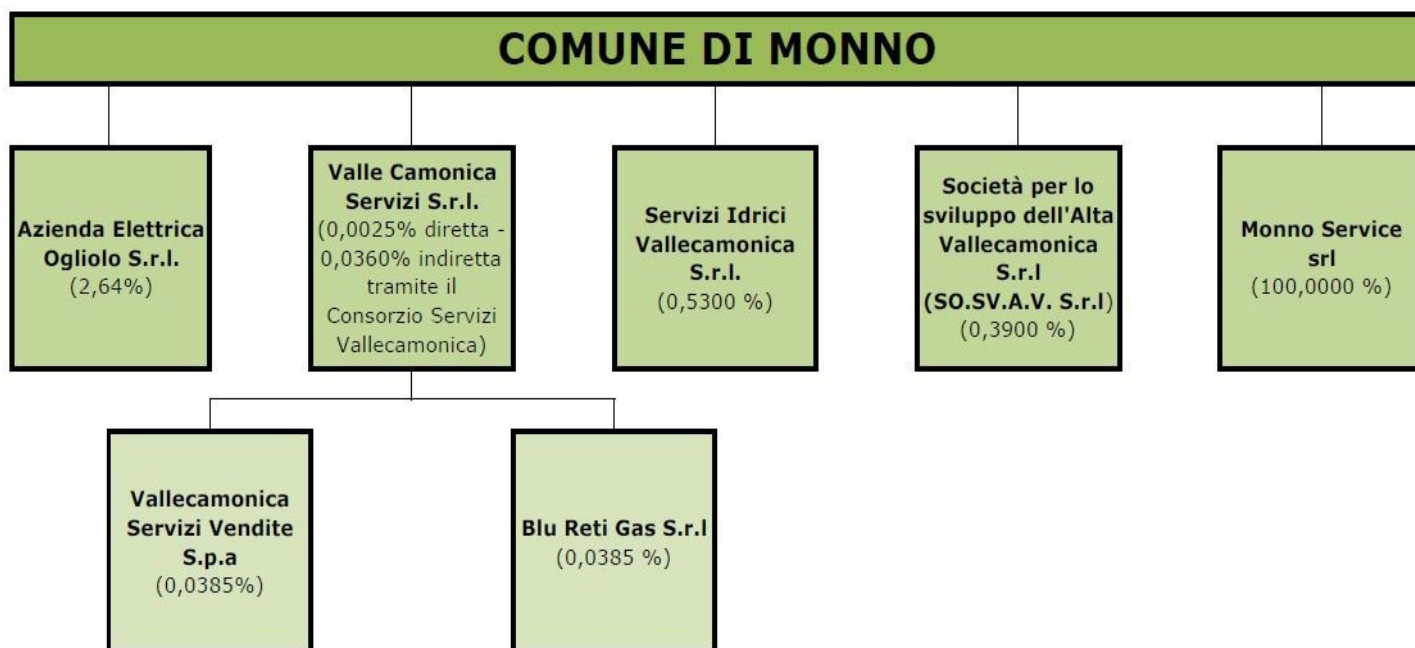 COMUNE DI MONNO
Azienda Elettrica
Ogliolo S.r.l.
(2,64%)
Valle Camonica
Servizi S.r.l.
(0,0025% diretta -
0,0360% indiretta
tramite il
Consorzio Servizi
Vallecamonica)
Servizi Idrici
Vallecamonica
S.r.l.
(0,5300 %)
Società per lo
sviluppo dell'Alta
Vallecamonica
S.r.l
(SO.SV.A.V. S.r.l)
(0,3900 %)
Monno Service
srl
(100,0000 %)
Vallecamonica
Servizi Vendite
S.p.a
(0,0385%)
Blu Reti Gas S.r.l
(0,0385 %)